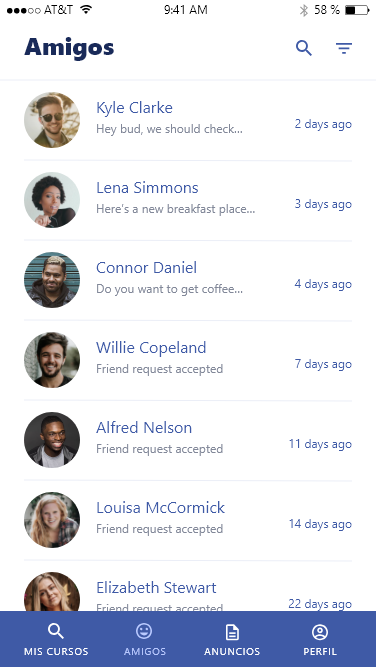 AT&T 9:41 AM 58 %
Amigos
Kyle Clarke
Hey bud, we should check...
2 days ago
Lena Simmons
Here's a new breakfast place...
3 days ago
Connor Daniel
Do you want to get coffee...
4 days ago
Willie Copeland
Friend request accepted
7 days ago
Alfred Nelson
Friend request accepted
11 days ago
Louisa McCormick
Friend request accepted
14 days ago
Elizabeth Stewart
Friend request accepted
22 days ago
MIS CURSOS AMIGOS ANUNCIOS PERFIL